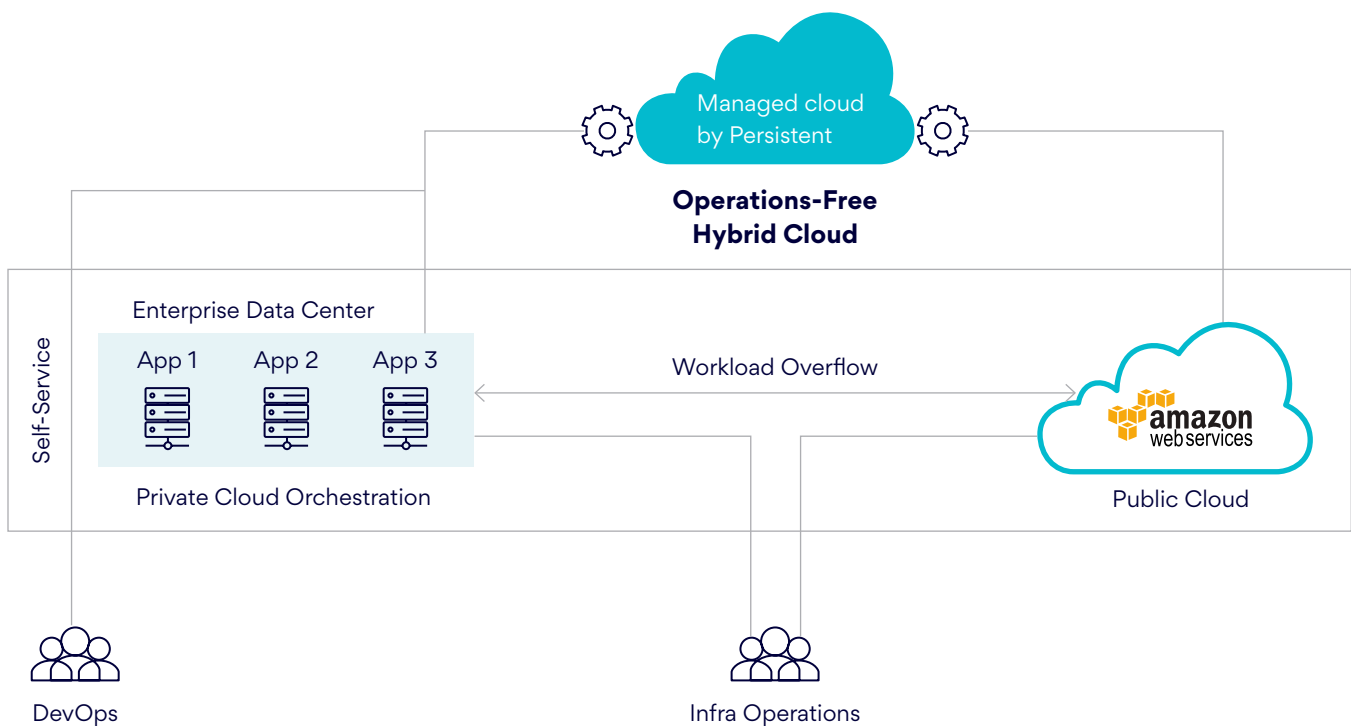 Managed cloud
by Persistent
Operations-Free
Hybrid Cloud
Self-Service
Enterprise Data Center
App 1
App 2
App 3
Workload Overflow
amazon
web services
Private Cloud Orchestration
Public Cloud
DevOps
Infra Operations